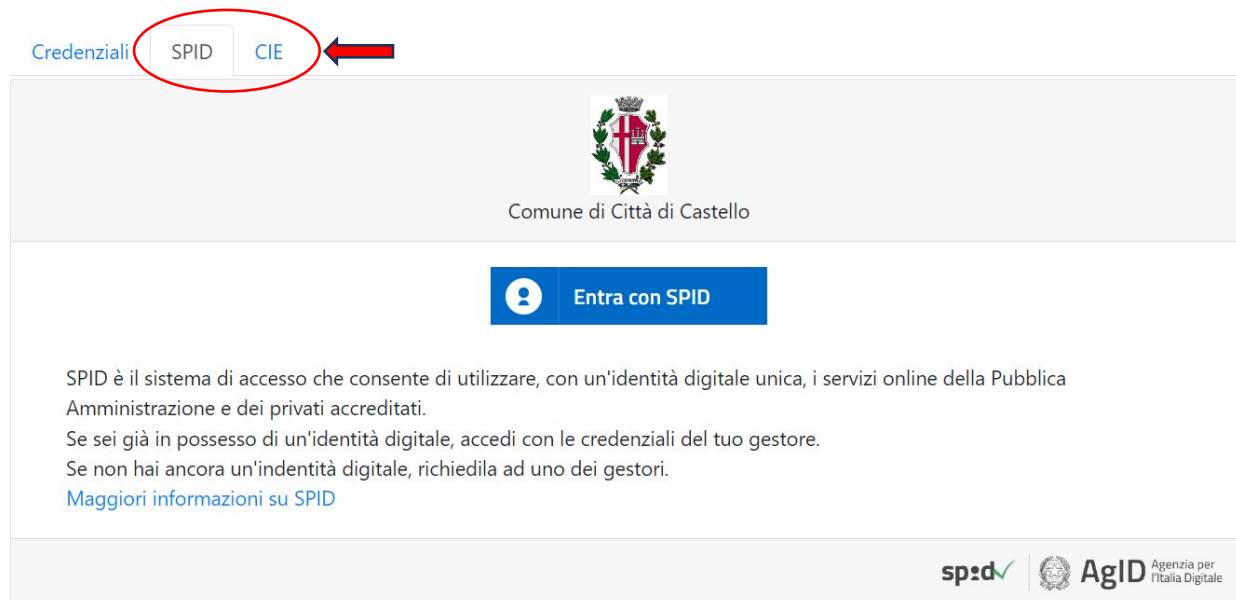 Credenziali SPID CIE
Comune di Città di Castello
Entra con SPID
SPID è il sistema di accesso che consente di utilizzare, con un'identità digitale unica, i servizi online della Pubblica
Amministrazione e dei privati accreditati.
Se sei già in possesso di un'identità digitale, accedi con le credenziali del tuo gestore.
Se non hai ancora un'indentità digitale, richiedila ad uno dei gestori.
Maggiori informazioni su SPID
spid AgID Agenzia per
l'Italia Digitale